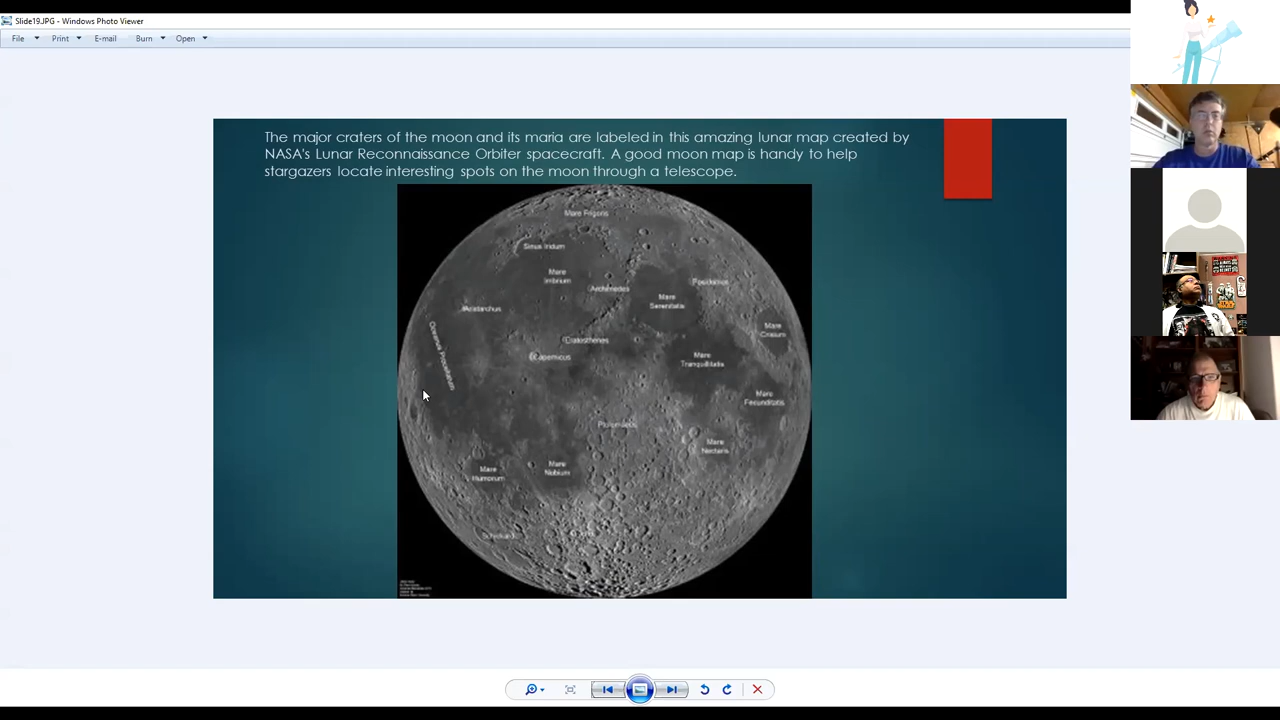 Slide19.JPG - Windows Photo Viewer
File Print E-mail Burn Open
The major craters of the moon and its maria are labeled in this amazing lunar map created by
NASA's Lunar Reconnaissance Orbiter spacecraft. A good moon map is handy to help
stargazers locate interesting spots on the moon through a telescope.
Mare Frigoris
Sinus Iridum
Mare
Imbrium
Archimedes
Posidonius
Mare
Serenitatis
Aristarchus
Mare
Crisium
Eratosthenes
Copernicus
Oceanus Procellarum
Mare
Tranquillitatis
Mare
Fecunditatis
Ptolemaeus
Mare
Nectaris
Mare
Humorum
Mare
Nubium
Schickard